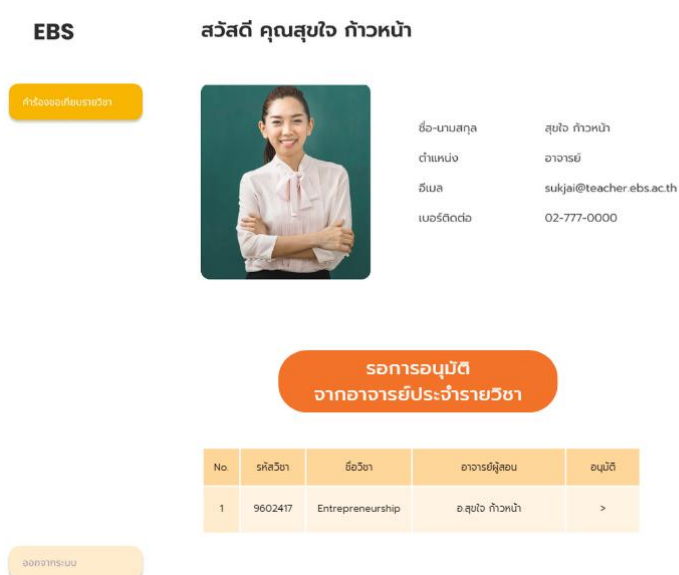 EBS
สวัสดี คุณสุขใจ ก้าวหน้า
คำร้องขอเทียบรายวิชา
ชื่อ-นามสกุล สุขใจ ก้าวหน้า
ตำแหน่ง อาจารย์
อีเมล sukjai@teacher.ebs.ac.th
เบอร์ติดต่อ 02-777-0000
รอการอนุมัติ
จากอาจารย์ประจำรายวิชา
No. รหัสวิชา ชื่อวิชา อาจารย์ผู้สอน อนุมัติ
1 9602417 Entrepreneurship อ.สุขใจ ก้าวหน้า >
ออกจากระบบ